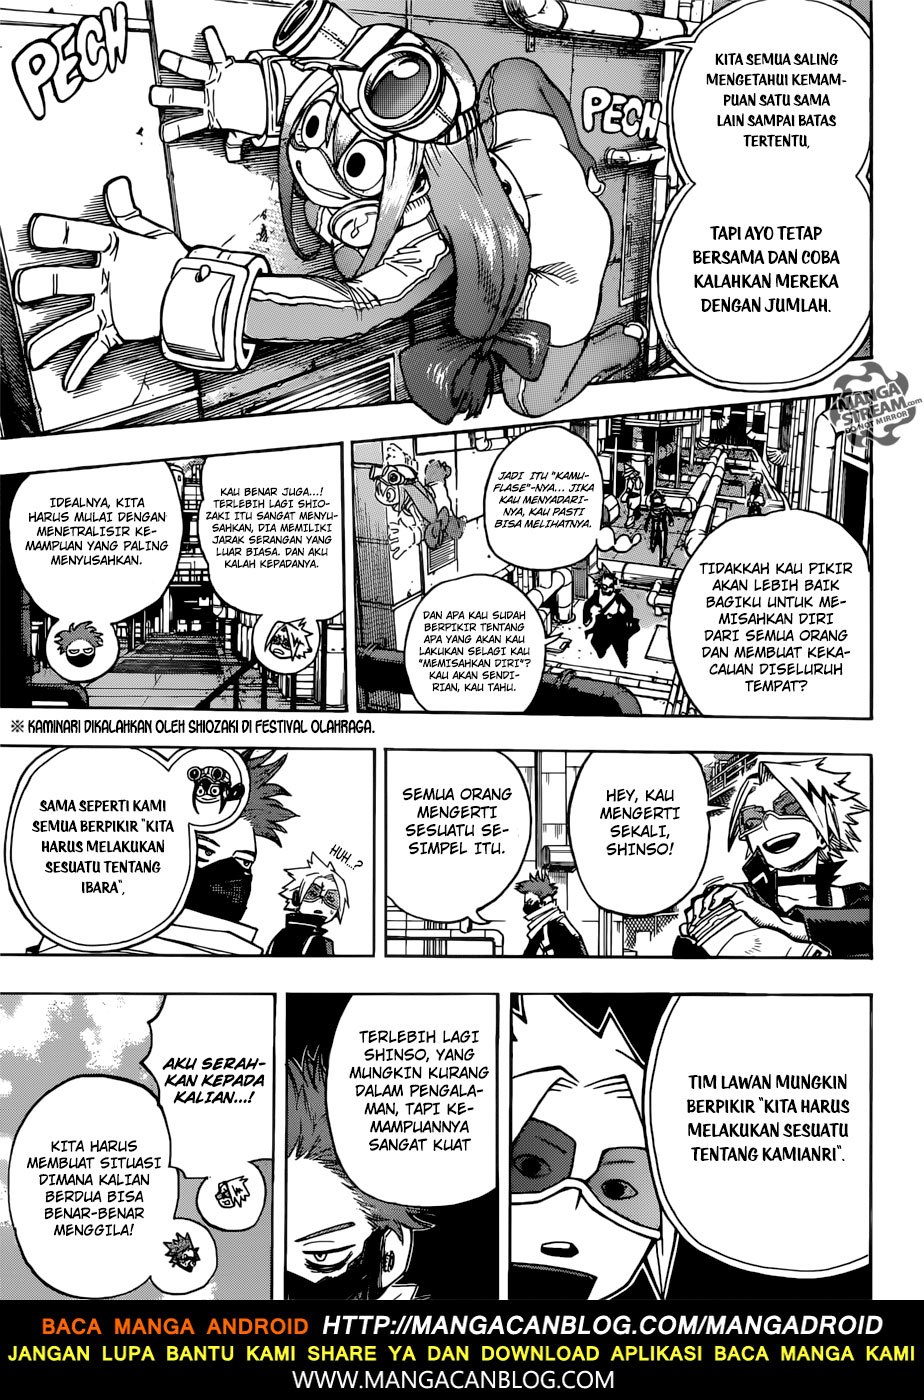 PECH
PECH
KITA SEMUA SALING
MENGETAHUI KEMAM-
PUAN SATU SAMA
LAIN SAMPAI BATAS
TERTENTU,
TAPI AYO TETAP
BERSAMA DAN COBA
KALAHKAN MEREKA
DENGAN JUMLAH.
MANGA
STREAM.com
DO NOT MIRROR
TIDAKKAH KAU PIKIR
AKAN LEBIH BAIK
BAGIKU UNTUK ME-
MISAHKAN DIRI
DARI SEMUA ORANG
DAN MEMBUAT KEKA-
CAUAN DISELURUH
TEMPAT?
JADI ITU "KAMU-
FLASE"-NYA... JIKA
KAU MENYADARI-
NYA, KAU PASTI
BISA MELIHATNYA.
DAN APA KAU SUDAH
BERPIKIR TENTANG
APA YANG AKAN KAU
LAKUKAN SELAGI KAU
"MEMISAHKAN DIRI"?
KAU AKAN SENDI-
RIAN, KAU TAHU.
KAU BENAR JUGA...!
TERLEBIH LAGI SHIO-
ZAKI ITU SANGAT MENYU-
SAHKAN, DIA MEMILIKI
JARAK SERANGAN YANG
LUAR BIASA. DAN AKU
KALAH KEPADANYA.
IDEALNYA, KITA
HARUS MULAI DENGAN
MENETRALISIR KE-
MAMPUAN YANG PALING
MENYUSAHKAN.
※ KAMINARI DIKALAHKAN OLEH SHIOZAKI DI FESTIVAL OLAHRAGA.
HEY, KAU
MENGERTI
SEKALI,
SHINSO!
SEMUA ORANG
MENGERTI
SESUATU SE-
SIMPEL ITU.
HUH..?
SAMA SEPERTI KAMI
SEMUA BERPIKIR "KITA
HARUS MELAKUKAN
SESUATU TENTANG
IBARA",
TIM LAWAN MUNGKIN
BERPIKIR "KITA HARUS
MELAKUKAN SESUATU
TENTANG KAMIANRI".
TERLEBIH LAGI
SHINSO, YANG
MUNGKIN KURANG
DALAM PENGALA-
MAN, TAPI KE-
MAMPUANNYA
SANGAT KUAT
AKU SERAH-
KAN KEPADA
KALIAN...!
KITA HARUS
MEMBUAT SITUASI
DIMANA KALIAN
BERDUA BISA
BENAR-BENAR
MENGGILA!
BACA MANGA ANDROID HTTP://MANGACANBLOG.COM/MANGADROID
JANGAN LUPA BANTU KAMI SHARE YA DAN DOWNLOAD APLIKASI BACA MANGA KAMI
WWW.MANGACANBLOG.COM